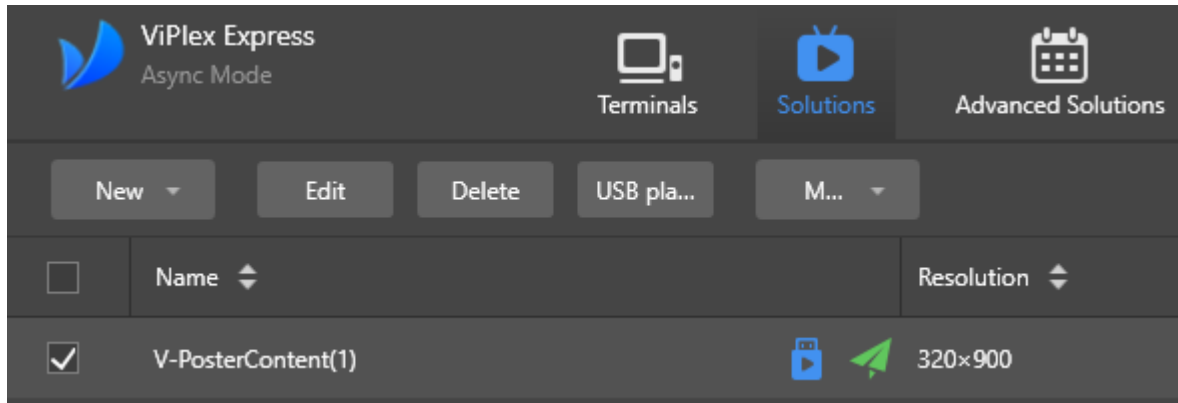 ViPlex Express
Async Mode
Terminals
Solutions
Advanced Solutions
New
Edit
Delete
USB pla...
M...
Name
Resolution
V-PosterContent(1)
320×900